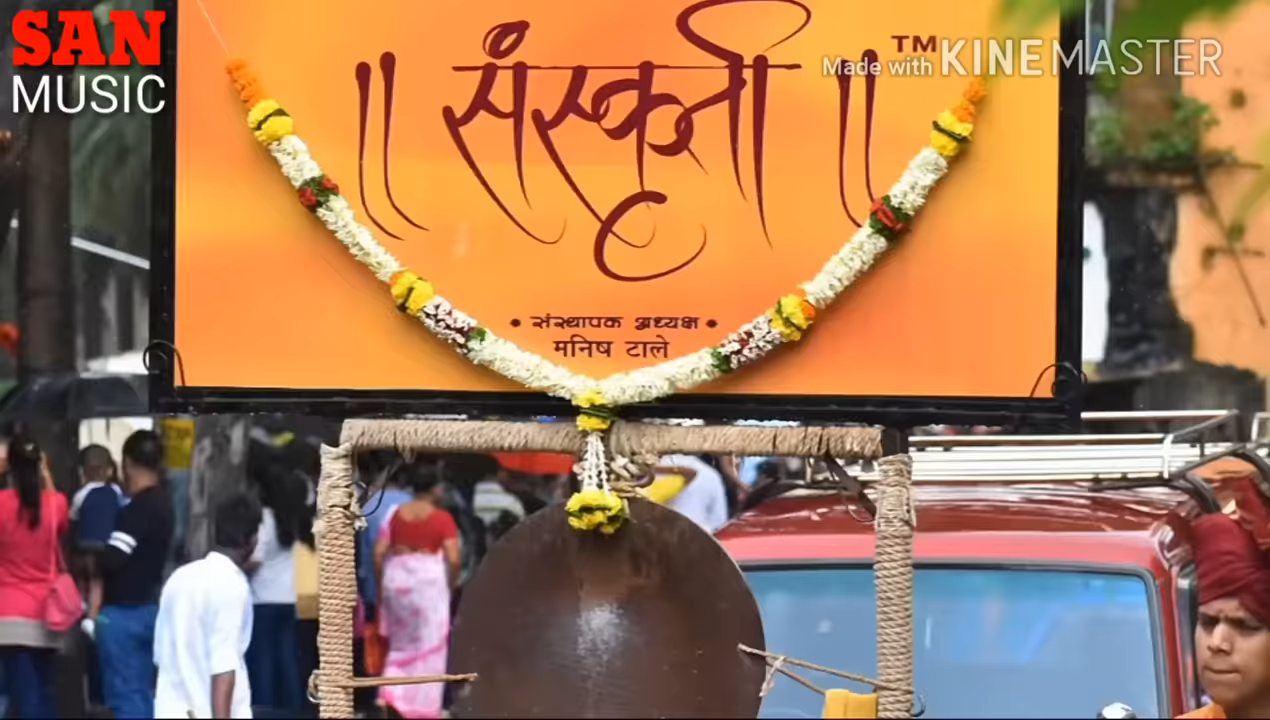 SAN
MUSIC
Made with KINEMASTER
TM
॥ संस्कृती ॥
• संस्थापक अध्यक्ष •
मनिष टाले